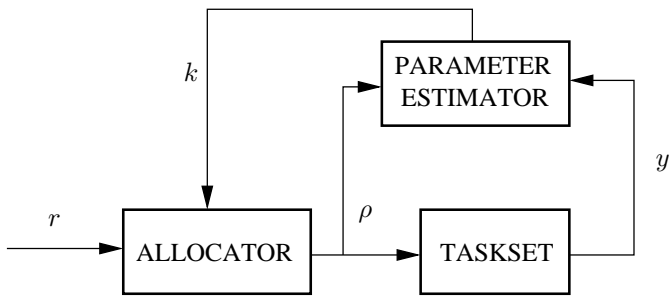 k
PARAMETER
ESTIMATOR
r
ρ
y
ALLOCATOR
TASKSET